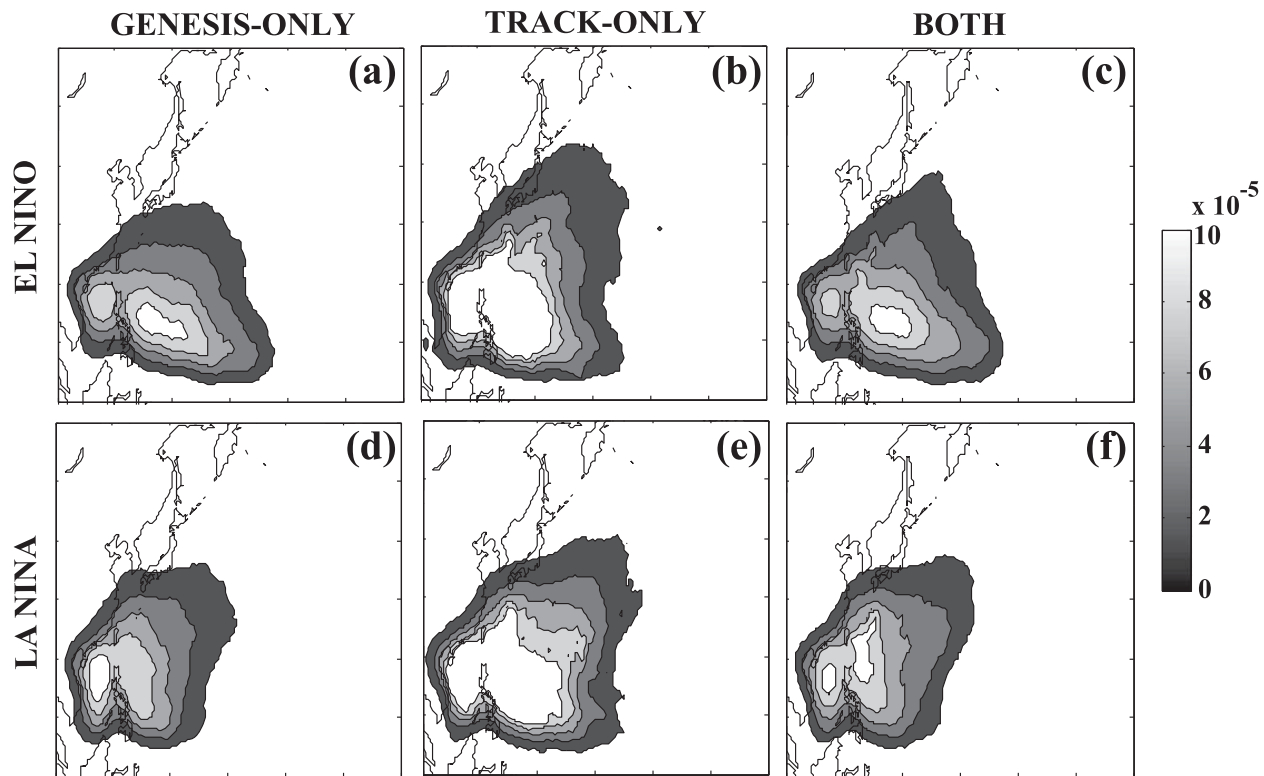 GENESIS-ONLY TRACK-ONLY BOTH
EL NINO
(a) (b) (c)
x 10-5
10
8
6
4
2
0
LA NINA
(d) (e) (f)